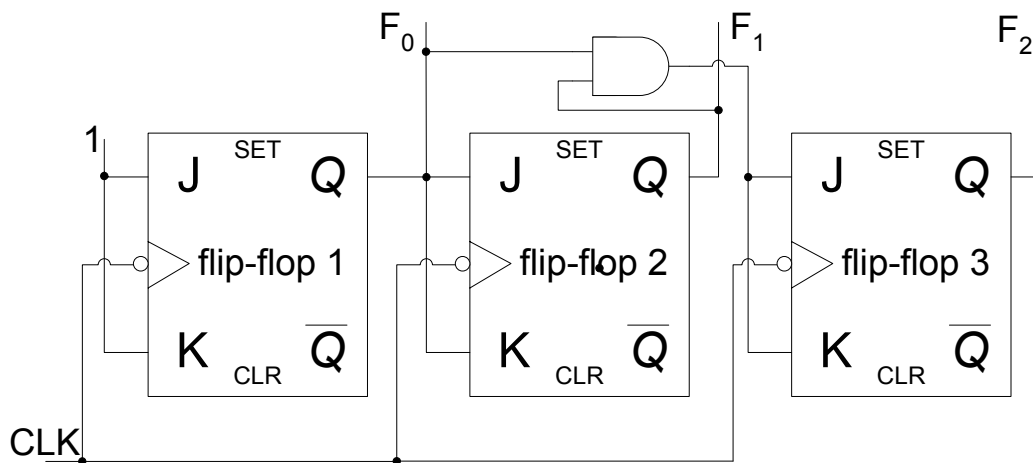 F0 F1 F2
1 SET SET SET
J Q J Q J Q
flip-flop 1 flip-flop 2 flip-flop 3
K Q̅ K Q̅ K Q̅
CLR CLR CLR
CLK